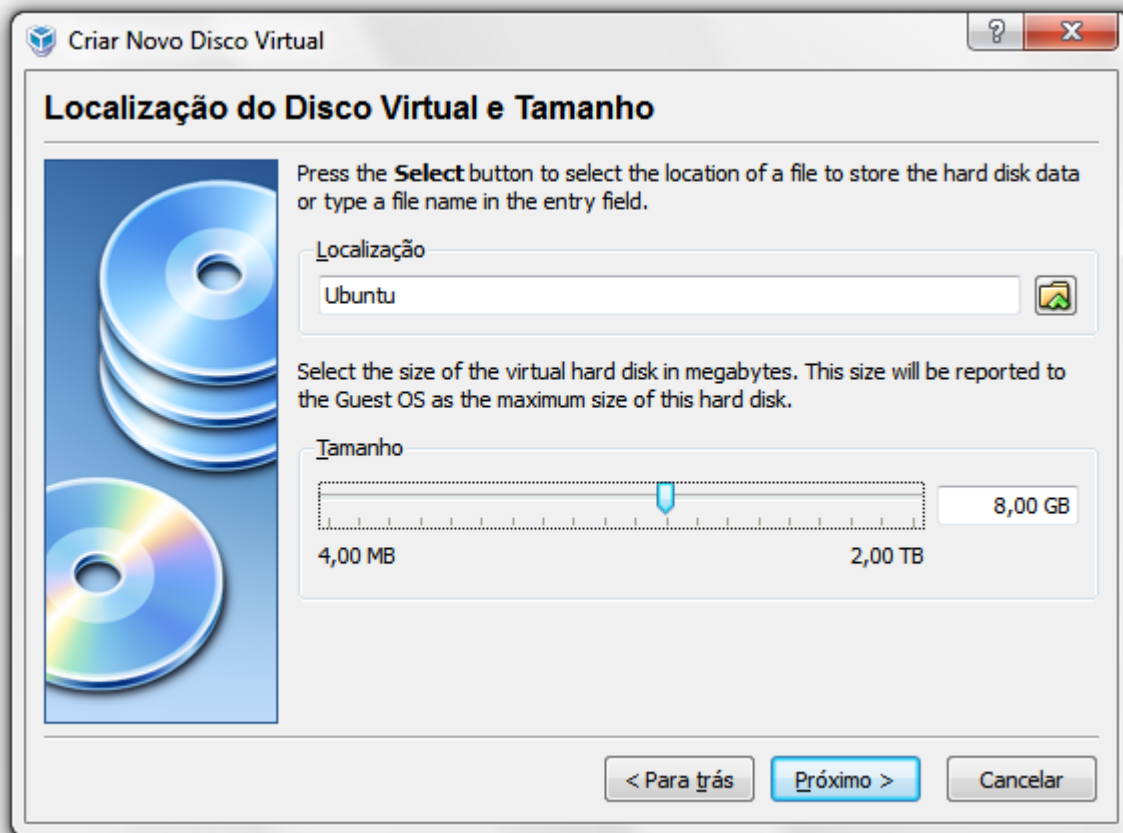 Criar Novo Disco Virtual
Localização do Disco Virtual e Tamanho
Press the Select button to select the location of a file to store the hard disk data
or type a file name in the entry field.
Localização
Ubuntu
Select the size of the virtual hard disk in megabytes. This size will be reported to
the Guest OS as the maximum size of this hard disk.
Tamanho
8,00 GB
4,00 MB 2,00 TB
< Para trás Próximo > Cancelar